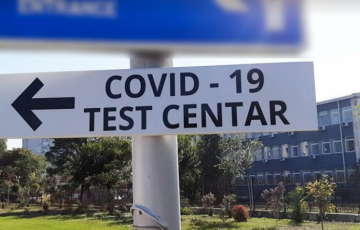 ENTRANCE
COVID - 19
TEST CENTAR